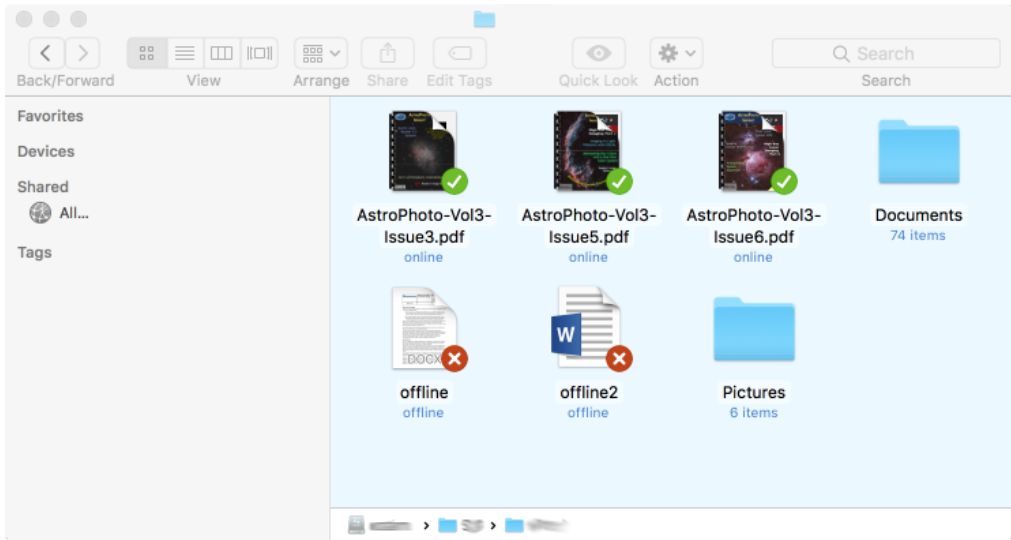 Search
Back/Forward
View
Arrange
Share
Edit Tags
Quick Look
Action
Search
Favorites
Devices
Shared
All...
Tags
AstroPhoto-Vol3-
Issue3.pdf
online
AstroPhoto-Vol3-
Issue5.pdf
online
AstroPhoto-Vol3-
Issue6.pdf
online
Documents
74 items
DOCX
offline
offline
W
offline2
offline
Pictures
6 items